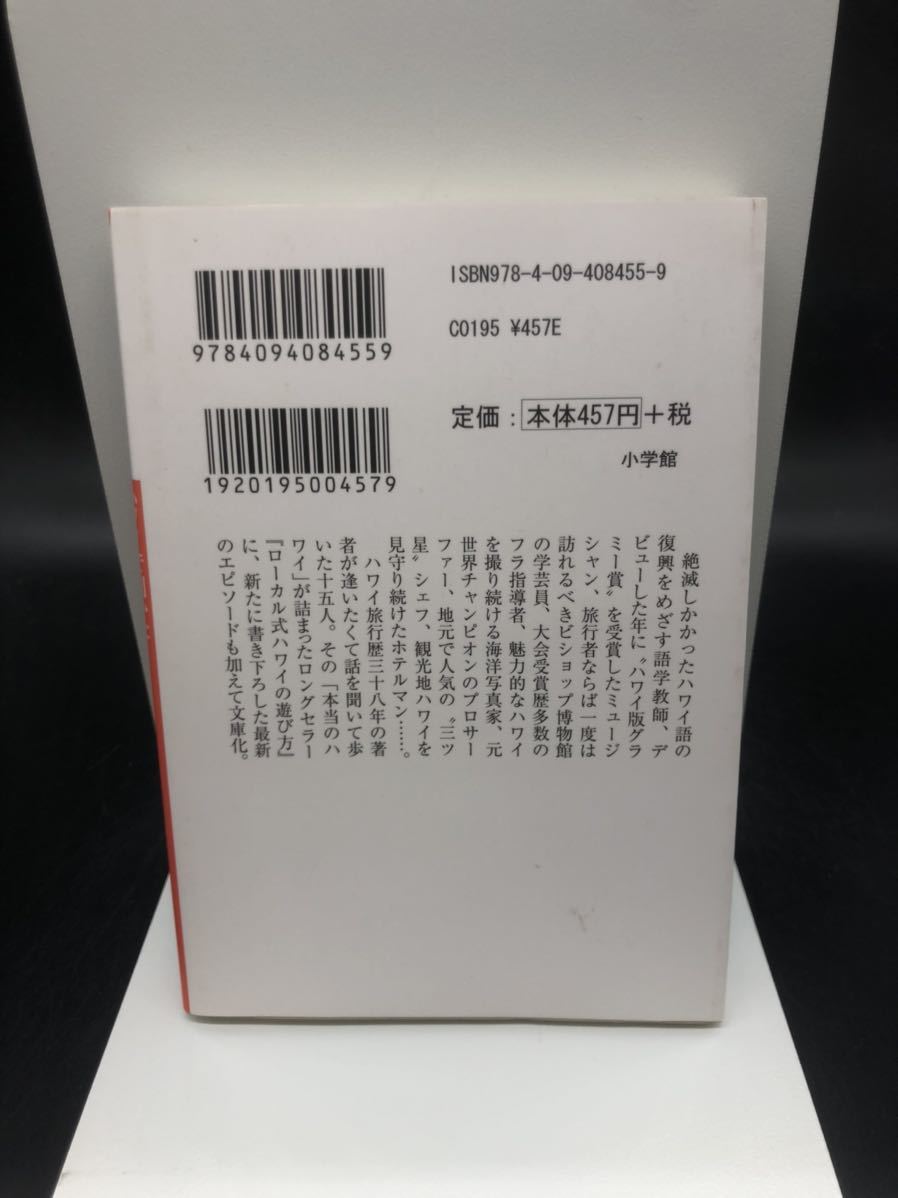 ISBN978-4-09-408455-9
9784094084559
C0195 ¥457E
定価：本体457円＋税
1920195004579
小学館
絶滅しかかったハワイ語の
復興をめざす語学教師、デ
ビューした年に〝ハワイ版グラ
ミー賞〟を受賞したミュージ
シャン、旅行者ならば一度は
訪れるべきビショップ博物館
の学芸員、大会受賞歴多数の
フラ指導者、魅力的なハワイ
を撮り続ける海洋写真家、元
世界チャンピオンのプロサー
ファー、地元で人気の〝三ツ
星〟シェフ、観光地ハワイを
見守り続けたホテルマン……。
ハワイ旅行歴三十八年の著
者が逢いたくて話を聞いて歩
いた十五人。その「本当のハ
ワイ」が詰まったロングセラー
『ローカル式ハワイの遊び方』
に、新たに書き下ろした最新
のエピソードも加えて文庫化。